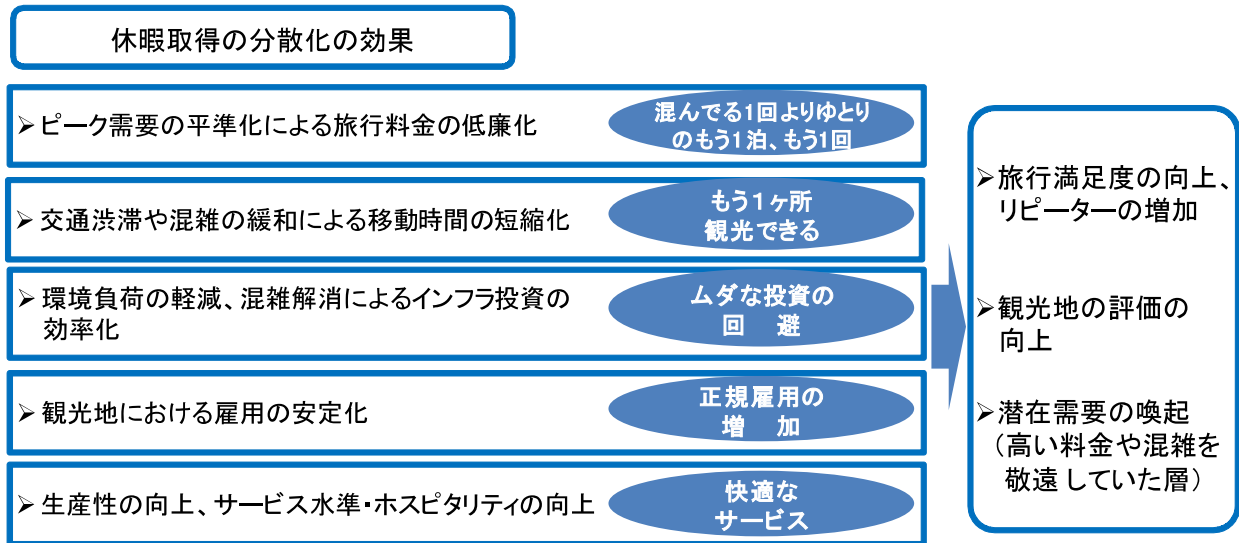 休暇取得の分散化の効果
➢ピーク需要の平準化による旅行料金の低廉化
混んでる1回よりゆとり
のもう1泊、もう1回
➢交通渋滞や混雑の緩和による移動時間の短縮化
もう1ヶ所
観光できる
➢環境負荷の軽減、混雑解消によるインフラ投資の
効率化
ムダな投資の
回 避
➢観光地における雇用の安定化
正規雇用の
増 加
➢生産性の向上、サービス水準・ホスピタリティの向上
快適な
サービス
➢旅行満足度の向上、
リピーターの増加
➢観光地の評価の
向上
➢潜在需要の喚起
(高い料金や混雑を
敬遠していた層)